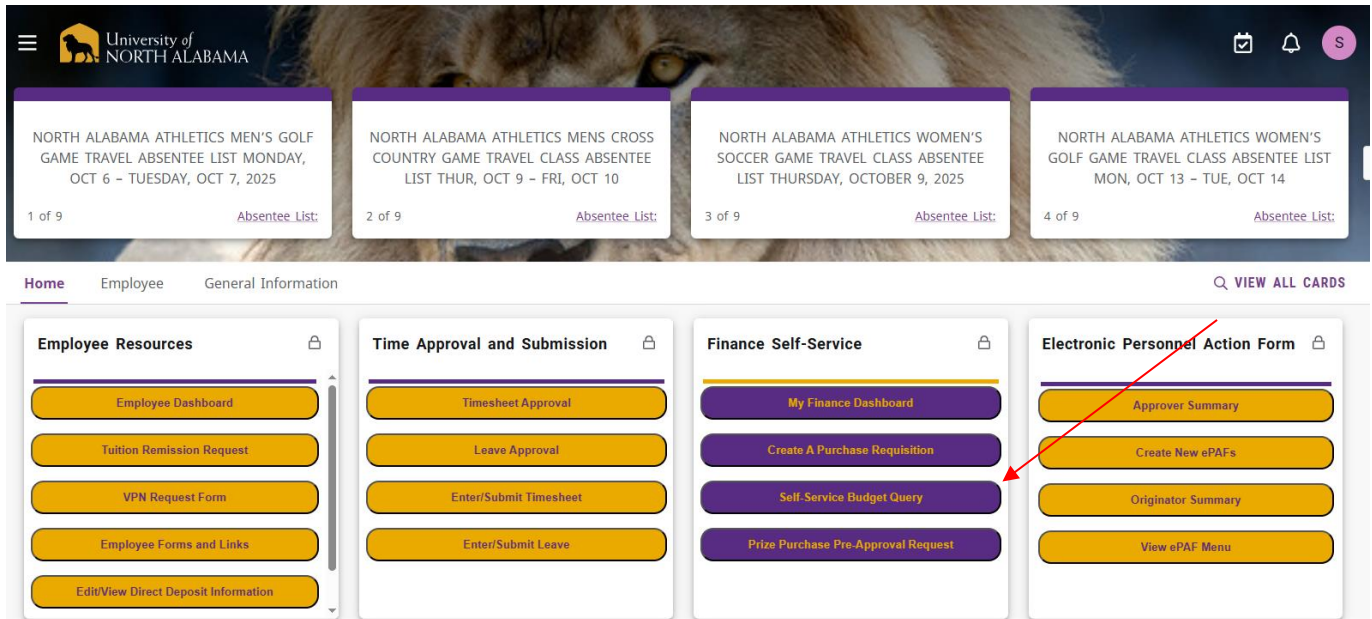 University of
NORTH ALABAMA
S
NORTH ALABAMA ATHLETICS MEN'S GOLF
GAME TRAVEL ABSENTEE LIST MONDAY,
OCT 6 – TUESDAY, OCT 7, 2025
1 of 9
Absentee List:
NORTH ALABAMA ATHLETICS MENS CROSS
COUNTRY GAME TRAVEL CLASS ABSENTEE
LIST THUR, OCT 9 – FRI, OCT 10
2 of 9
Absentee List:
NORTH ALABAMA ATHLETICS WOMEN'S
SOCCER GAME TRAVEL CLASS ABSENTEE
LIST THURSDAY, OCTOBER 9, 2025
3 of 9
Absentee List:
NORTH ALABAMA ATHLETICS WOMEN'S
GOLF GAME TRAVEL CLASS ABSENTEE LIST
MON, OCT 13 – TUE, OCT 14
4 of 9
Absentee List:
Home
Employee
General Information
VIEW ALL CARDS
Employee Resources
Employee Dashboard
Tuition Remission Request
VPN Request Form
Employee Forms and Links
Edit/View Direct Deposit Information
Time Approval and Submission
Timesheet Approval
Leave Approval
Enter/Submit Timesheet
Enter/Submit Leave
Finance Self-Service
My Finance Dashboard
Create A Purchase Requisition
Self-Service Budget Query
Prize Purchase Pre-Approval Request
Electronic Personnel Action Form
Approver Summary
Create New ePAFs
Originator Summary
View ePAF Menu